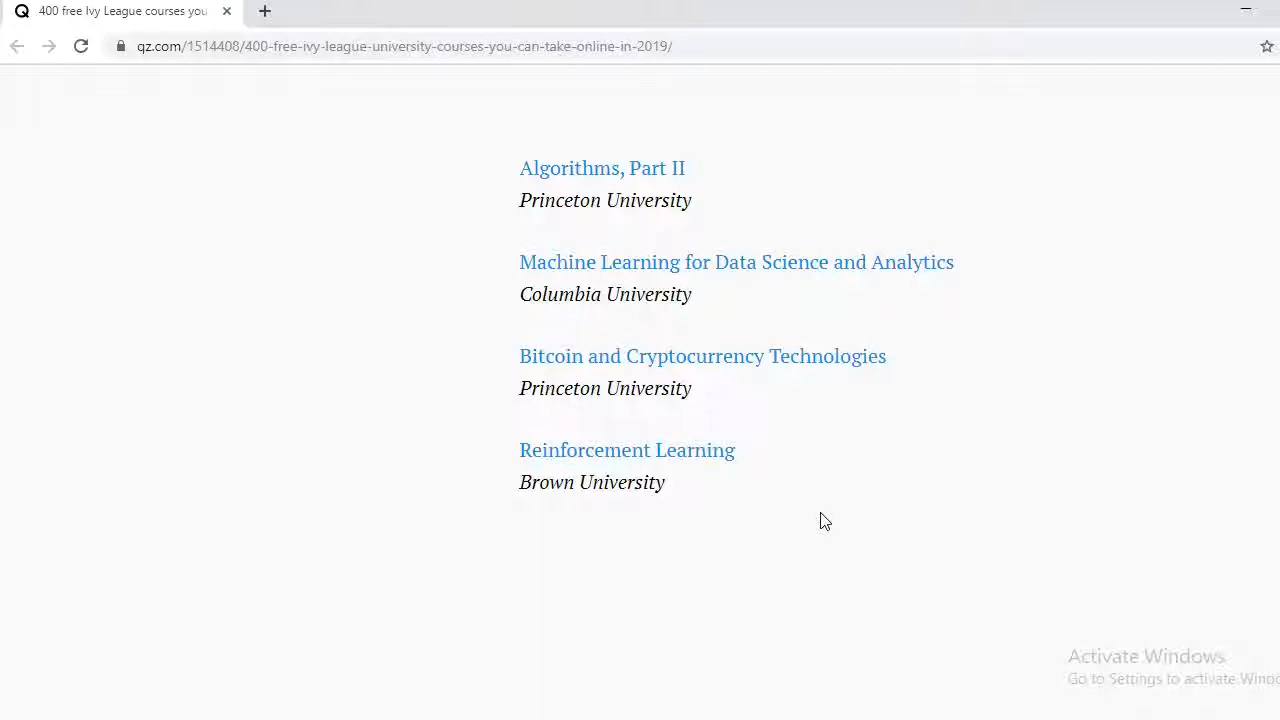 400 free Ivy League courses you
qz.com/1514408/400-free-ivy-league-university-courses-you-can-take-online-in-2019/
Algorithms, Part II
Princeton University
Machine Learning for Data Science and Analytics
Columbia University
Bitcoin and Cryptocurrency Technologies
Princeton University
Reinforcement Learning
Brown University
Activate Windows
Go to Settings to activate